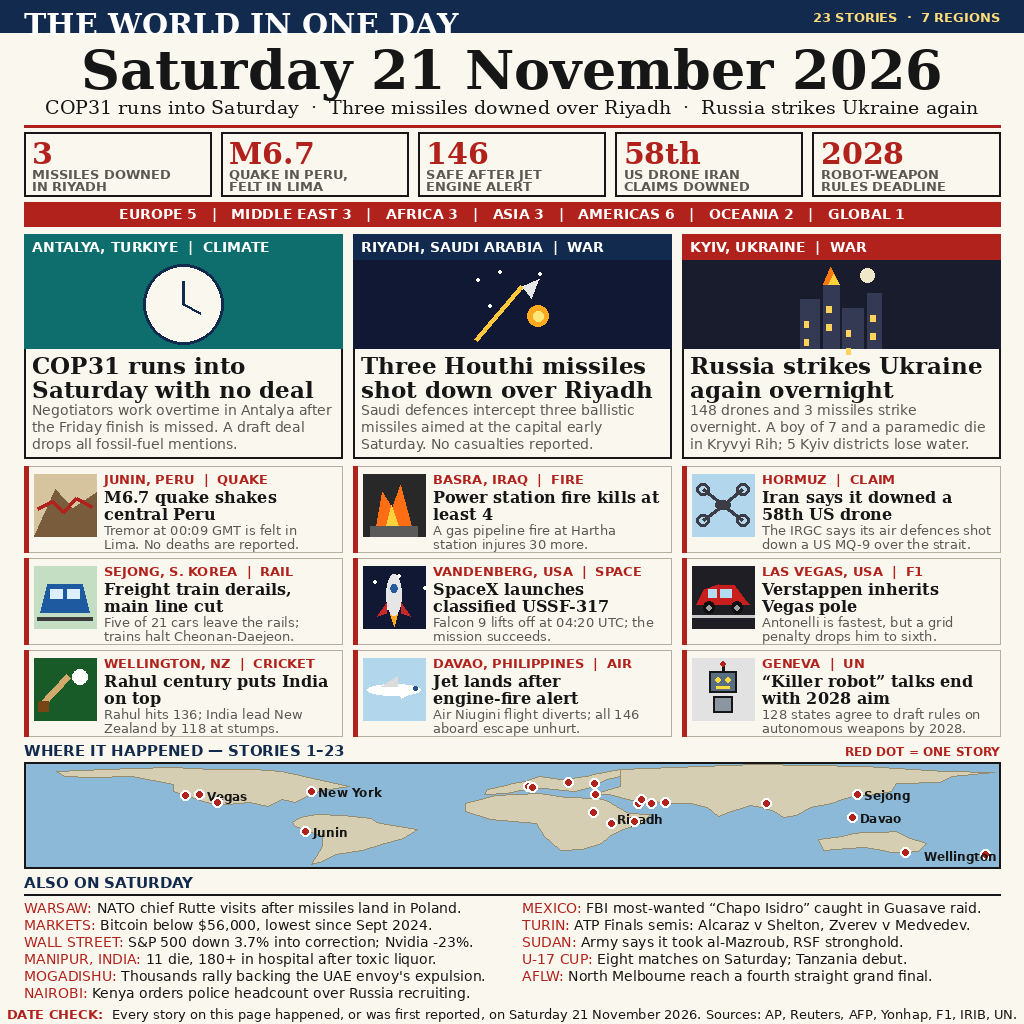 THE WORLD IN ONE DAY
23 STORIES · 7 REGIONS
Saturday 21 November 2026
COP31 runs into Saturday · Three missiles downed over Riyadh · Russia strikes Ukraine again
3
MISSILES DOWNED
IN RIYADH
M6.7
QUAKE IN PERU,
FELT IN LIMA
146
SAFE AFTER JET
ENGINE ALERT
58th
US DRONE IRAN
CLAIMS DOWNED
2028
ROBOT-WEAPON
RULES DEADLINE
EUROPE 5 | MIDDLE EAST 3 | AFRICA 3 | ASIA 3 | AMERICAS 6 | OCEANIA 2 | GLOBAL 1
ANTALYA, TURKIYE | CLIMATE
COP31 runs into
Saturday with no deal
Negotiators work overtime in Antalya after
the Friday finish is missed. A draft deal
drops all fossil-fuel mentions.
RIYADH, SAUDI ARABIA | WAR
Three Houthi missiles
shot down over Riyadh
Saudi defences intercept three ballistic
missiles aimed at the capital early
Saturday. No casualties reported.
KYIV, UKRAINE | WAR
Russia strikes Ukraine
again overnight
148 drones and 3 missiles strike
overnight. A boy of 7 and a paramedic die
in Kryvyi Rih; 5 Kyiv districts lose water.
JUNIN, PERU | QUAKE
M6.7 quake shakes
central Peru
Tremor at 00:09 GMT is felt in
Lima. No deaths are reported.
BASRA, IRAQ | FIRE
Power station fire kills at
least 4
A gas pipeline fire at Hartha
station injures 30 more.
HORMUZ | CLAIM
Iran says it downed a
58th US drone
The IRGC says its air defences shot
down a US MQ-9 over the strait.
SEJONG, S. KOREA | RAIL
Freight train derails,
main line cut
Five of 21 cars leave the rails;
trains halt Cheonan-Daejeon.
VANDENBERG, USA | SPACE
SpaceX launches
classified USSF-317
Falcon 9 lifts off at 04:20 UTC; the
mission succeeds.
LAS VEGAS, USA | F1
Verstappen inherits
Vegas pole
Antonelli is fastest, but a grid
penalty drops him to sixth.
WELLINGTON, NZ | CRICKET
Rahul century puts India
on top
Rahul hits 136; India lead New
Zealand by 118 at stumps.
DAVAO, PHILIPPINES | AIR
Jet lands after
engine-fire alert
Air Niugini flight diverts; all 146
aboard escape unhurt.
GENEVA | UN
“Killer robot” talks end
with 2028 aim
128 states agree to draft rules on
autonomous weapons by 2028.
WHERE IT HAPPENED — STORIES 1–23
RED DOT = ONE STORY
Vegas
New York
Junin
Riyadh
Sejong
Davao
Wellington
ALSO ON SATURDAY
WARSAW: NATO chief Rutte visits after missiles land in Poland.
MARKETS: Bitcoin below $56,000, lowest since Sept 2024.
WALL STREET: S&P 500 down 3.7% into correction; Nvidia -23%.
MANIPUR, INDIA: 11 die, 180+ in hospital after toxic liquor.
MOGADISHU: Thousands rally backing the UAE envoy's expulsion.
NAIROBI: Kenya orders police headcount over Russia recruiting.
MEXICO: FBI most-wanted “Chapo Isidro” caught in Guasave raid.
TURIN: ATP Finals semis: Alcaraz v Shelton, Zverev v Medvedev.
SUDAN: Army says it took al-Mazroub, RSF stronghold.
U-17 CUP: Eight matches on Saturday; Tanzania debut.
AFLW: North Melbourne reach a fourth straight grand final.
DATE CHECK: Every story on this page happened, or was first reported, on Saturday 21 November 2026. Sources: AP, Reuters, AFP, Yonhap, F1, IRIB, UN.